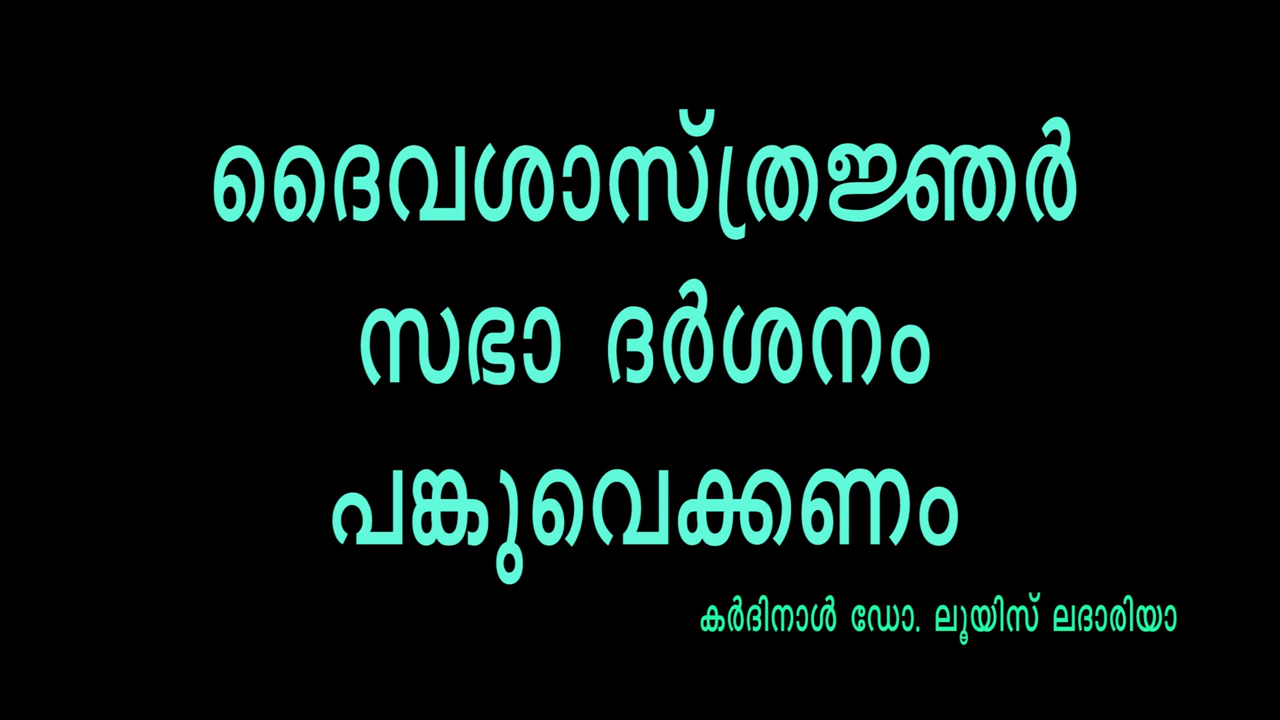 ദൈവശാസ്ത്രജ്ഞർ
സഭാ ദർശനം
പങ്കുവെക്കണം
കർദിനാൾ ഡോ. ലൂയിസ് ലദാരിയാ